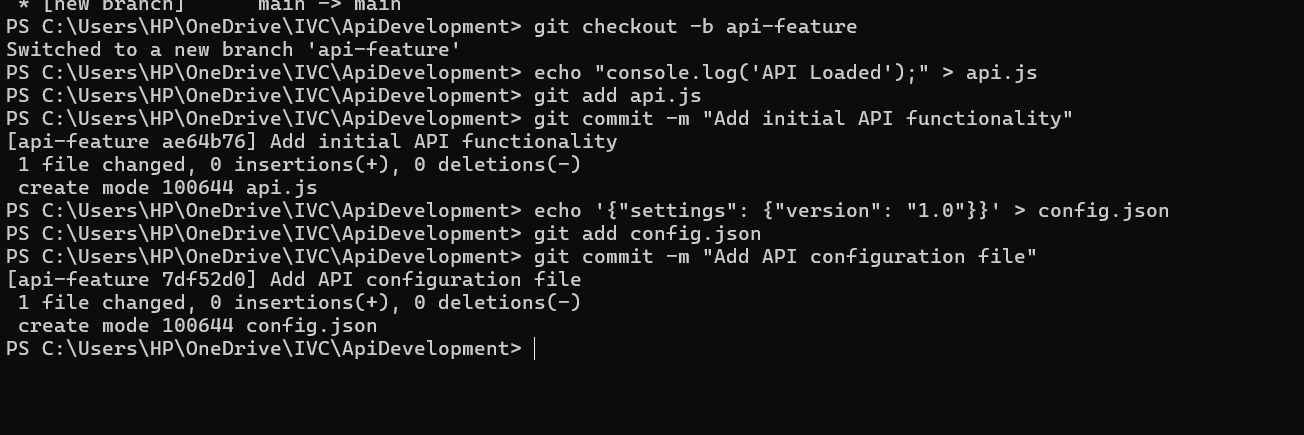 * [new branch]      main -> main
PS C:\Users\HP\OneDrive\IVC\ApiDevelopment> git checkout -b api-feature
Switched to a new branch 'api-feature'
PS C:\Users\HP\OneDrive\IVC\ApiDevelopment> echo "console.log('API Loaded');" > api.js
PS C:\Users\HP\OneDrive\IVC\ApiDevelopment> git add api.js
PS C:\Users\HP\OneDrive\IVC\ApiDevelopment> git commit -m "Add initial API functionality"
[api-feature ae64b76] Add initial API functionality
 1 file changed, 0 insertions(+), 0 deletions(-)
 create mode 100644 api.js
PS C:\Users\HP\OneDrive\IVC\ApiDevelopment> echo '{"settings": {"version": "1.0"}}' > config.json
PS C:\Users\HP\OneDrive\IVC\ApiDevelopment> git add config.json
PS C:\Users\HP\OneDrive\IVC\ApiDevelopment> git commit -m "Add API configuration file"
[api-feature 7df52d0] Add API configuration file
 1 file changed, 0 insertions(+), 0 deletions(-)
 create mode 100644 config.json
PS C:\Users\HP\OneDrive\IVC\ApiDevelopment>